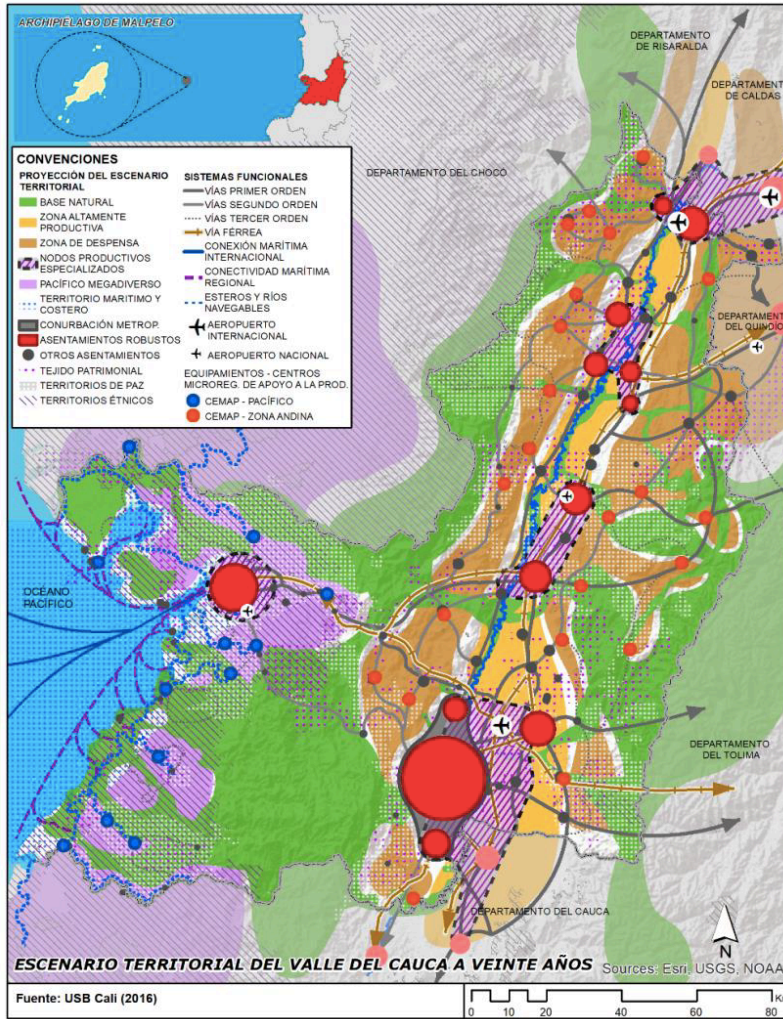 ARCHIPIÉLAGO DE MALPELO
DEPARTAMENTO
DE RISARALDA
DEPARTAMENT
DE CALDAS
DEPARTAMENTO DEL CHOCO
CONVENCIONES
PROYECCIÓN DEL ESCENARIO
TERRITORIAL
BASE NATURAL
ZONA ALTAMENTE
PRODUCTIVA
ZONA DE DESPENSA
NODOS PRODUCTIVOS
ESPECIALIZADOS
PACÍFICO MEGADIVERSO
TERRITORIO MARITIMO Y
COSTERO
CONURBACIÓN METROP.
ASENTAMIENTOS ROBUSTOS
OTROS ASENTAMIENTOS
TEJIDO PATRIMONIAL
TERRITORIOS DE PAZ
TERRITORIOS ÉTNICOS
SISTEMAS FUNCIONALES
VÍAS PRIMER ORDEN
VÍAS SEGUNDO ORDEN
VÍAS TERCER ORDEN
VÍA FÉRREA
CONEXIÓN MARÍTIMA
INTERNACIONAL
CONECTIVIDAD MARÍTIMA
REGIONAL
ESTEROS Y RÍOS
NAVEGABLES
AEROPUERTO
INTERNACIONAL
AEROPUERTO NACIONAL
EQUIPAMIENTOS - CENTROS
MICROREG. DE APOYO A LA PROD.
CEMAP - PACÍFICO
CEMAP - ZONA ANDINA
DEPARTAMENTO
DEL QUINDÍO
OCÉANO
PACÍFICO
DEPARTAMENTO
DEL TOLIMA
DEPARTAMENTO DEL CAUCA
N
ESCENARIO TERRITORIAL DEL VALLE DEL CAUCA A VEINTE AÑOS
Sources: Esri, USGS, NOAA
Fuente: USB Cali (2016)
0 10 20 40 60 80